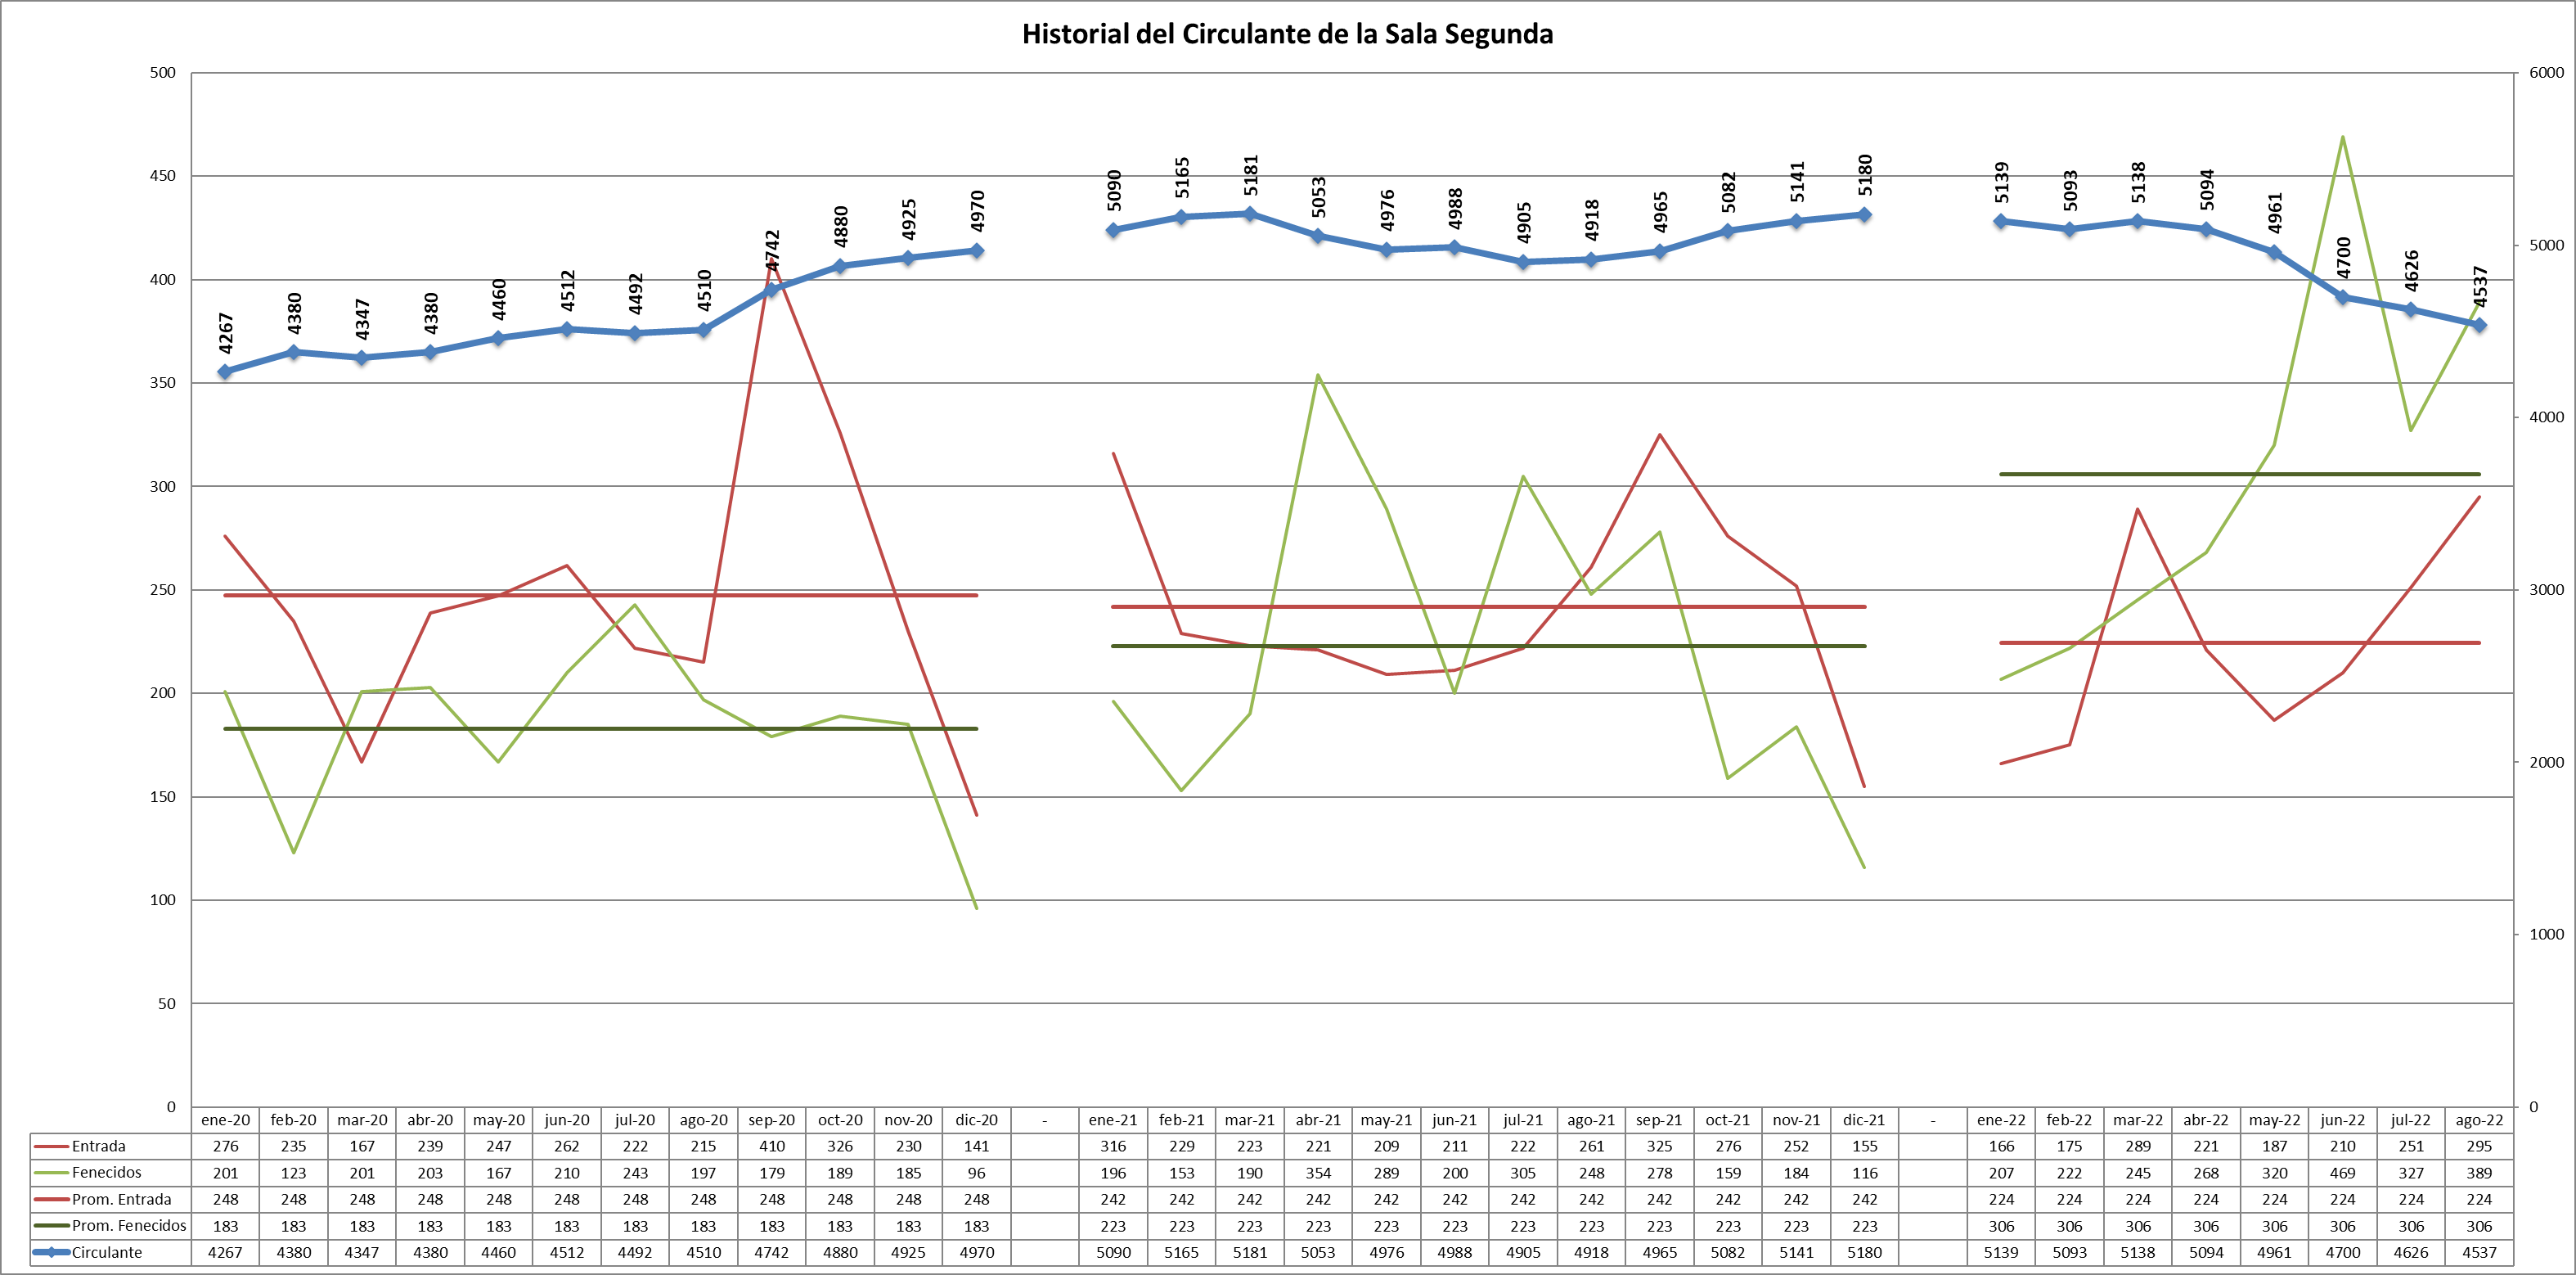 Historial del Circulante de la Sala Segunda
500 6000
450
400 5000
350
300 4000
250 3000
200
150 2000
100
50 1000
0 0
4267 4380 4347 4380 4460 4512 4492 4510 4742 4880 4925 4970 5090 5165 5181 5053 4976 4988 4905 4918 4965 5082 5141 5180 5139 5093 5138 5094 4961 4700 4626 4537
ene-20 feb-20 mar-20 abr-20 may-20 jun-20 jul-20 ago-20 sep-20 oct-20 nov-20 dic-20 - ene-21 feb-21 mar-21 abr-21 may-21 jun-21 jul-21 ago-21 sep-21 oct-21 nov-21 dic-21 - ene-22 feb-22 mar-22 abr-22 may-22 jun-22 jul-22 ago-22
Entrada 276 235 167 239 247 262 222 215 410 326 230 141 316 229 223 221 209 211 222 261 325 276 252 155 166 175 289 221 187 210 251 295
Fenecidos 201 123 201 203 167 210 243 197 179 189 185 96 196 153 190 354 289 200 305 248 278 159 184 116 207 222 245 268 320 469 327 389
Prom. Entrada 248 248 248 248 248 248 248 248 248 248 248 248 242 242 242 242 242 242 242 242 242 242 242 242 224 224 224 224 224 224 224 224
Prom. Fenecidos 183 183 183 183 183 183 183 183 183 183 183 183 223 223 223 223 223 223 223 223 223 223 223 223 306 306 306 306 306 306 306 306
Circulante 4267 4380 4347 4380 4460 4512 4492 4510 4742 4880 4925 4970 5090 5165 5181 5053 4976 4988 4905 4918 4965 5082 5141 5180 5139 5093 5138 5094 4961 4700 4626 4537